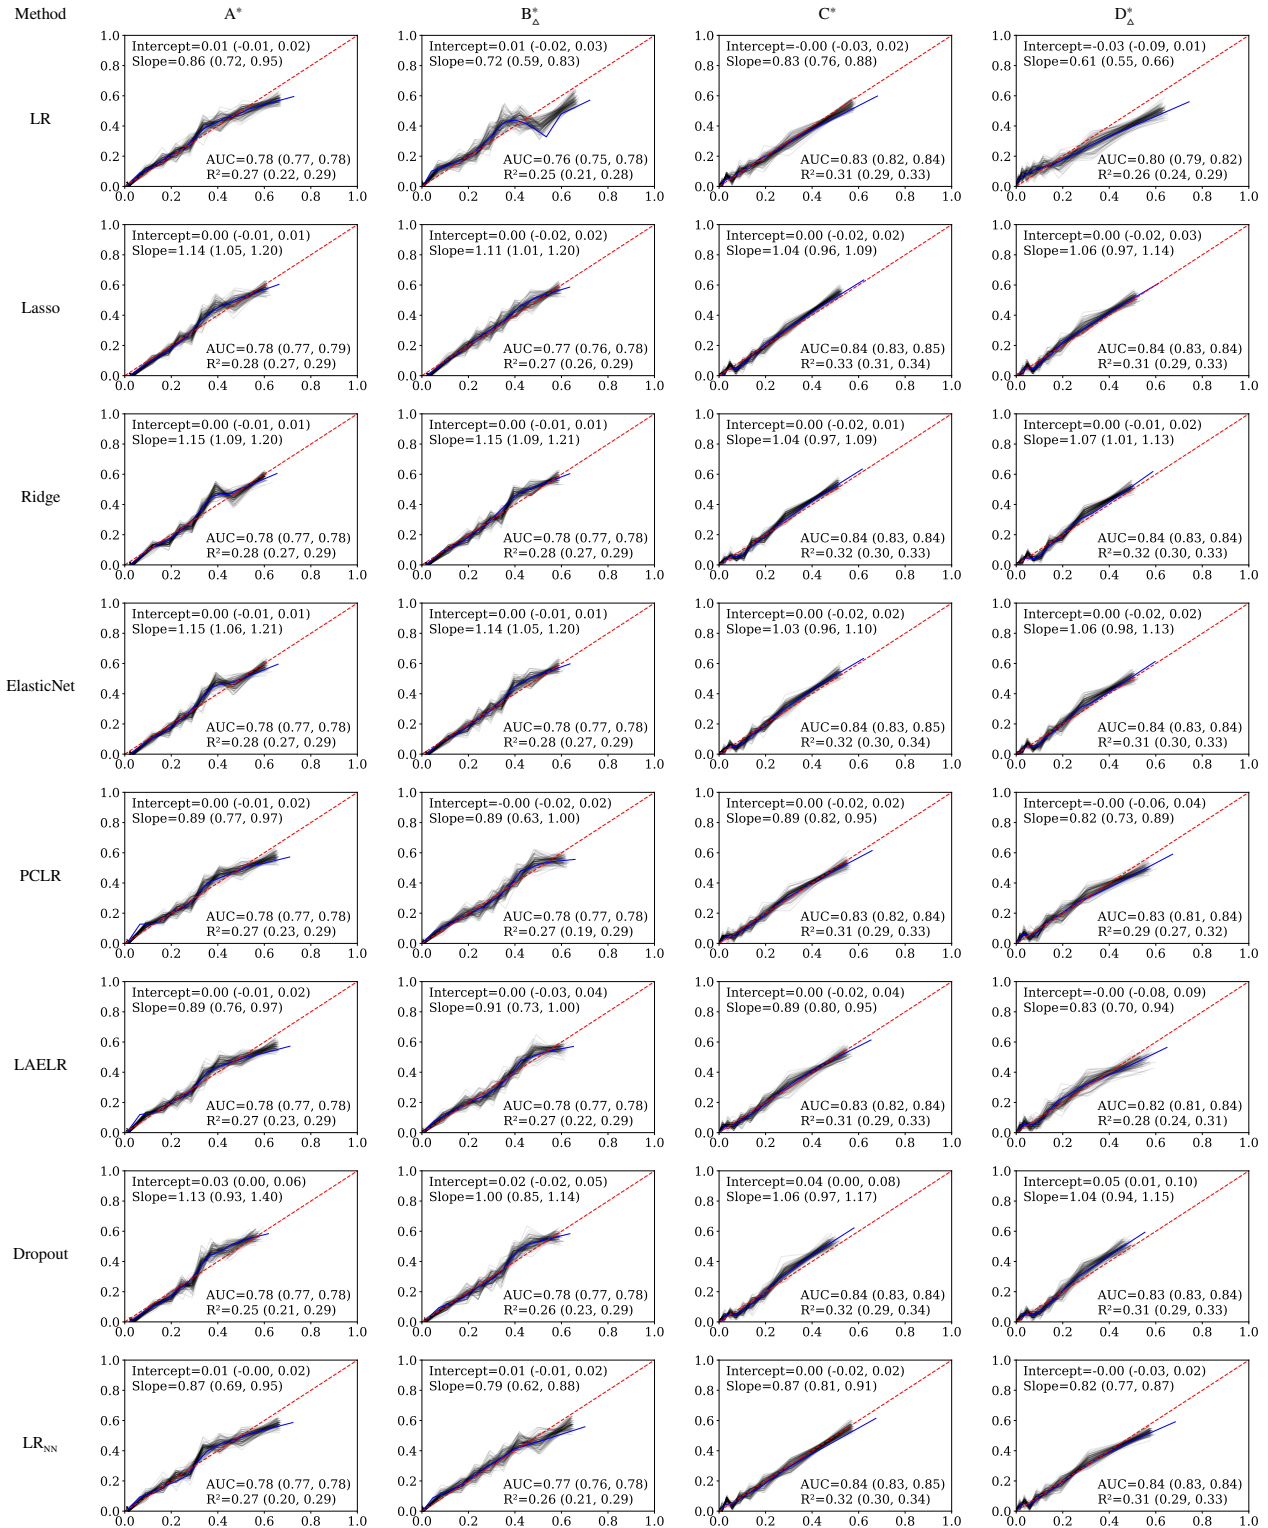 Method A* B*△ C* D*△
LR
Intercept=0.01 (-0.01, 0.02)
Slope=0.86 (0.72, 0.95)
AUC=0.78 (0.77, 0.78)
R²=0.27 (0.22, 0.29)
Intercept=0.01 (-0.02, 0.03)
Slope=0.72 (0.59, 0.83)
AUC=0.76 (0.75, 0.78)
R²=0.25 (0.21, 0.28)
Intercept=-0.00 (-0.03, 0.02)
Slope=0.83 (0.76, 0.88)
AUC=0.83 (0.82, 0.84)
R²=0.31 (0.29, 0.33)
Intercept=-0.03 (-0.09, 0.01)
Slope=0.61 (0.55, 0.66)
AUC=0.80 (0.79, 0.82)
R²=0.26 (0.24, 0.29)
Lasso
Intercept=0.00 (-0.01, 0.01)
Slope=1.14 (1.05, 1.20)
AUC=0.78 (0.77, 0.79)
R²=0.28 (0.27, 0.29)
Intercept=0.00 (-0.02, 0.02)
Slope=1.11 (1.01, 1.20)
AUC=0.77 (0.76, 0.78)
R²=0.27 (0.26, 0.29)
Intercept=0.00 (-0.02, 0.02)
Slope=1.04 (0.96, 1.09)
AUC=0.84 (0.83, 0.85)
R²=0.33 (0.31, 0.34)
Intercept=0.00 (-0.02, 0.03)
Slope=1.06 (0.97, 1.14)
AUC=0.84 (0.83, 0.84)
R²=0.31 (0.29, 0.33)
Ridge
Intercept=0.00 (-0.01, 0.01)
Slope=1.15 (1.09, 1.20)
AUC=0.78 (0.77, 0.78)
R²=0.28 (0.27, 0.29)
Intercept=0.00 (-0.01, 0.01)
Slope=1.15 (1.09, 1.21)
AUC=0.78 (0.77, 0.78)
R²=0.28 (0.27, 0.29)
Intercept=0.00 (-0.02, 0.01)
Slope=1.04 (0.97, 1.09)
AUC=0.84 (0.83, 0.84)
R²=0.32 (0.30, 0.33)
Intercept=0.00 (-0.01, 0.02)
Slope=1.07 (1.01, 1.13)
AUC=0.84 (0.83, 0.84)
R²=0.32 (0.30, 0.33)
ElasticNet
Intercept=0.00 (-0.01, 0.01)
Slope=1.15 (1.06, 1.21)
AUC=0.78 (0.77, 0.78)
R²=0.28 (0.27, 0.29)
Intercept=0.00 (-0.01, 0.01)
Slope=1.14 (1.05, 1.20)
AUC=0.78 (0.77, 0.78)
R²=0.28 (0.27, 0.29)
Intercept=0.00 (-0.02, 0.02)
Slope=1.03 (0.96, 1.10)
AUC=0.84 (0.83, 0.85)
R²=0.32 (0.30, 0.34)
Intercept=0.00 (-0.02, 0.02)
Slope=1.06 (0.98, 1.13)
AUC=0.84 (0.83, 0.84)
R²=0.31 (0.30, 0.33)
PCLR
Intercept=0.00 (-0.01, 0.02)
Slope=0.89 (0.77, 0.97)
AUC=0.78 (0.77, 0.78)
R²=0.27 (0.23, 0.29)
Intercept=-0.00 (-0.02, 0.02)
Slope=0.89 (0.63, 1.00)
AUC=0.78 (0.77, 0.78)
R²=0.27 (0.19, 0.29)
Intercept=0.00 (-0.02, 0.02)
Slope=0.89 (0.82, 0.95)
AUC=0.83 (0.82, 0.84)
R²=0.31 (0.29, 0.33)
Intercept=-0.00 (-0.06, 0.04)
Slope=0.82 (0.73, 0.89)
AUC=0.83 (0.81, 0.84)
R²=0.29 (0.27, 0.32)
LAELR
Intercept=0.00 (-0.01, 0.02)
Slope=0.89 (0.76, 0.97)
AUC=0.78 (0.77, 0.78)
R²=0.27 (0.23, 0.29)
Intercept=0.00 (-0.03, 0.04)
Slope=0.91 (0.73, 1.00)
AUC=0.78 (0.77, 0.78)
R²=0.27 (0.22, 0.29)
Intercept=0.00 (-0.02, 0.04)
Slope=0.89 (0.80, 0.95)
AUC=0.83 (0.82, 0.84)
R²=0.31 (0.29, 0.33)
Intercept=-0.00 (-0.08, 0.09)
Slope=0.83 (0.70, 0.94)
AUC=0.82 (0.81, 0.84)
R²=0.28 (0.24, 0.31)
Dropout
Intercept=0.03 (0.00, 0.06)
Slope=1.13 (0.93, 1.40)
AUC=0.78 (0.77, 0.78)
R²=0.25 (0.21, 0.29)
Intercept=0.02 (-0.02, 0.05)
Slope=1.00 (0.85, 1.14)
AUC=0.78 (0.77, 0.78)
R²=0.26 (0.23, 0.29)
Intercept=0.04 (0.00, 0.08)
Slope=1.06 (0.97, 1.17)
AUC=0.84 (0.83, 0.84)
R²=0.32 (0.29, 0.34)
Intercept=0.05 (0.01, 0.10)
Slope=1.04 (0.94, 1.15)
AUC=0.83 (0.83, 0.84)
R²=0.31 (0.29, 0.33)
LR_NN
Intercept=0.01 (-0.00, 0.02)
Slope=0.87 (0.69, 0.95)
AUC=0.78 (0.77, 0.78)
R²=0.27 (0.20, 0.29)
Intercept=0.01 (-0.01, 0.02)
Slope=0.79 (0.62, 0.88)
AUC=0.77 (0.76, 0.78)
R²=0.26 (0.21, 0.29)
Intercept=0.00 (-0.02, 0.02)
Slope=0.87 (0.81, 0.91)
AUC=0.84 (0.83, 0.85)
R²=0.32 (0.30, 0.34)
Intercept=-0.00 (-0.03, 0.02)
Slope=0.82 (0.77, 0.87)
AUC=0.84 (0.83, 0.84)
R²=0.31 (0.29, 0.33)
0.0 0.2 0.4 0.6 0.8 1.0